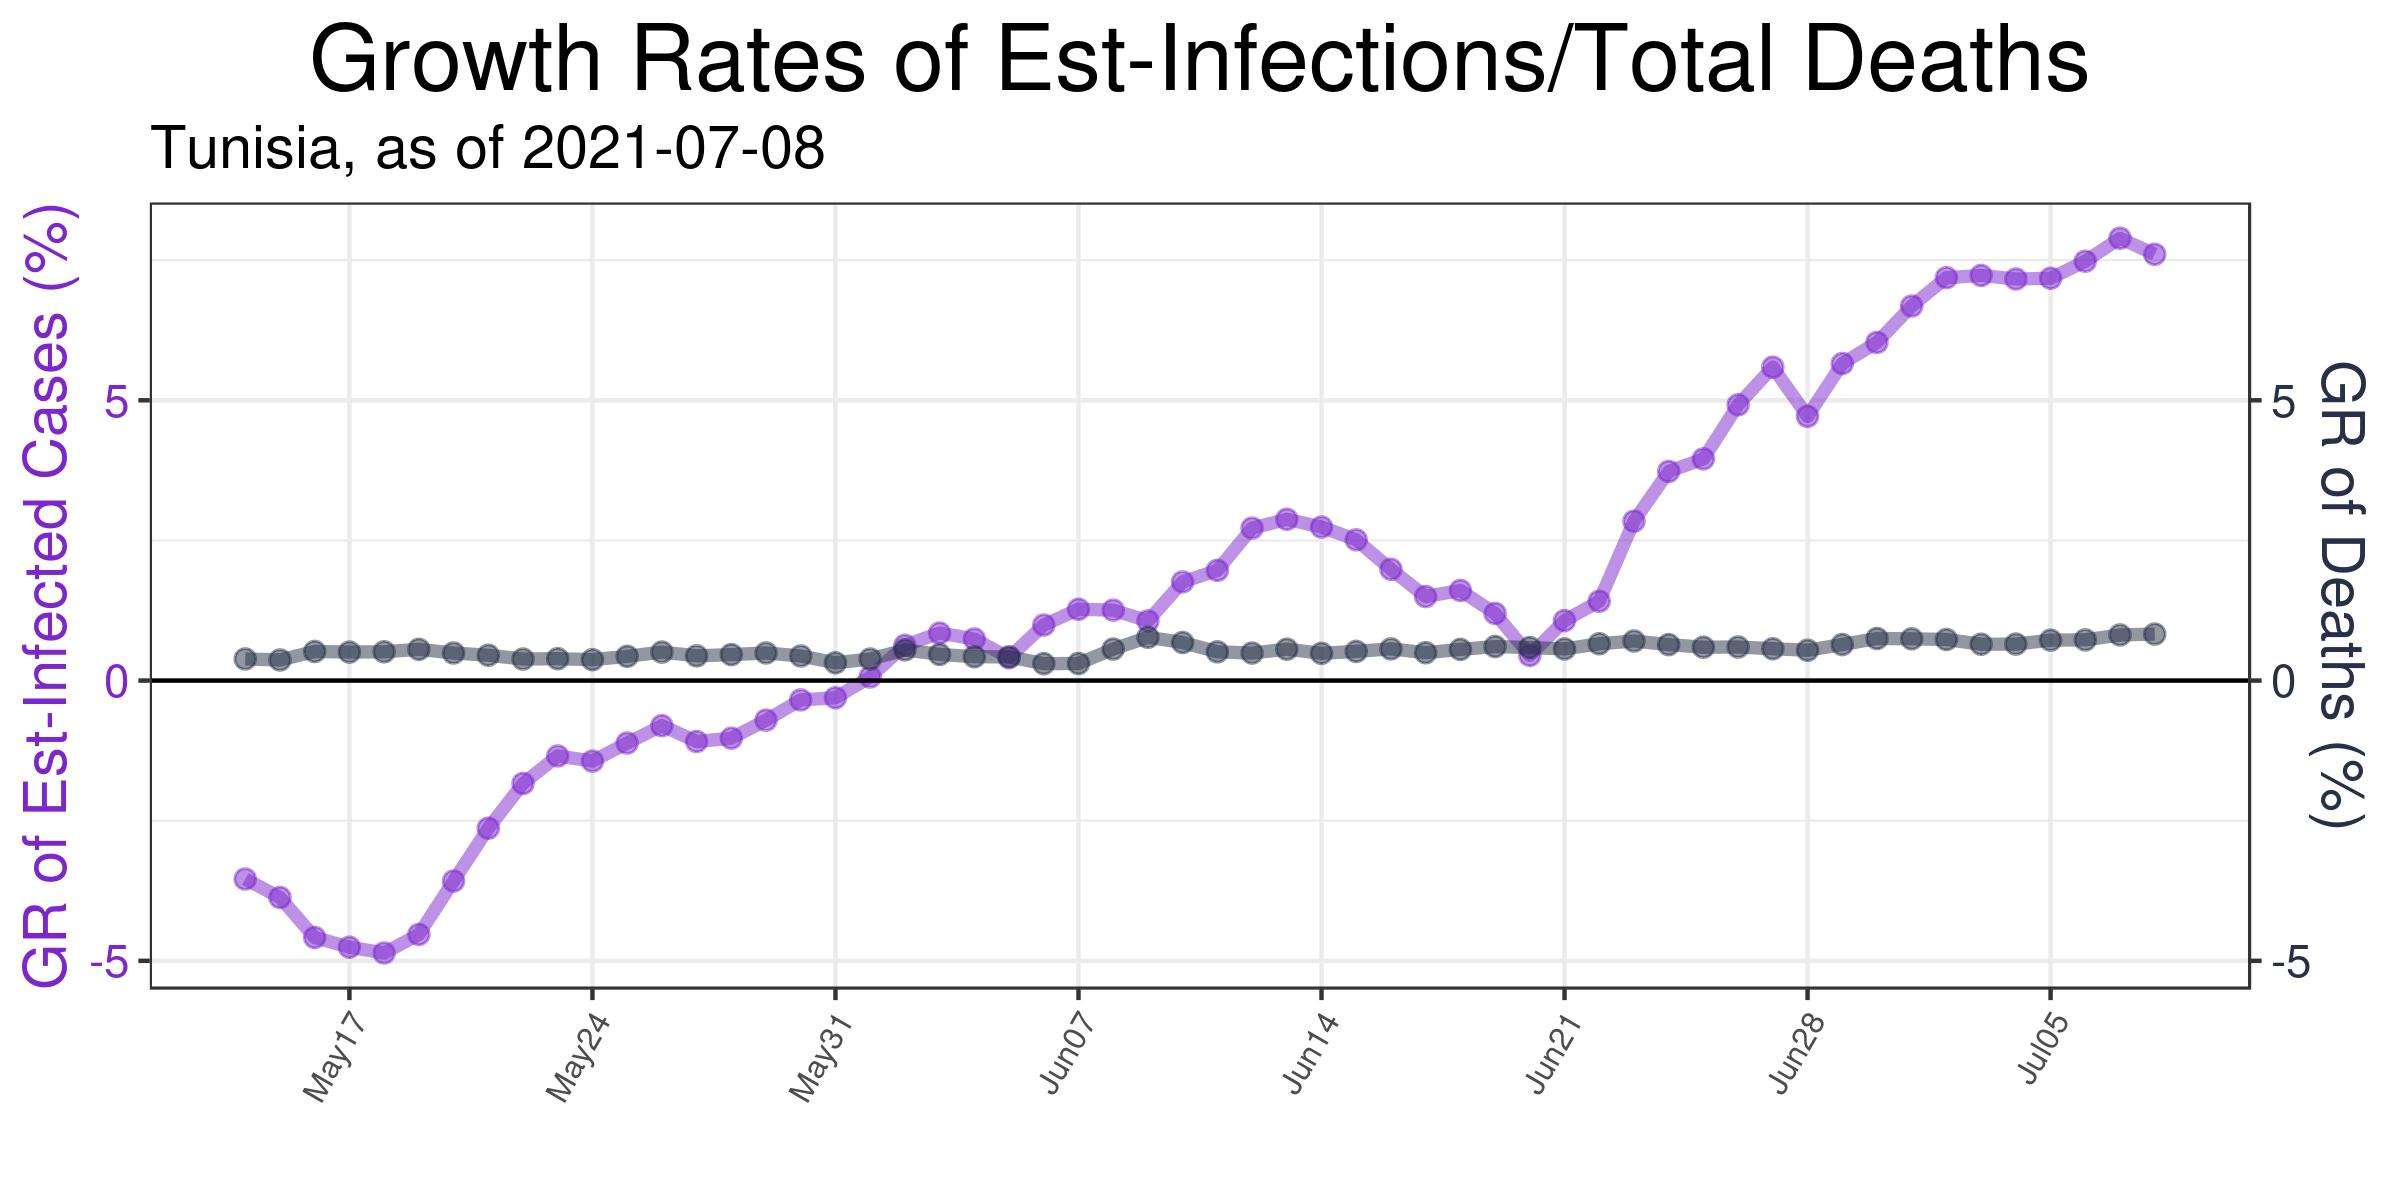 Growth Rates of Est-Infections/Total Deaths
Tunisia, as of 2021-07-08
GR of Est-Infected Cases (%)
5
0
-5
5
0
-5
GR of Deaths (%)
May17
May24
May31
Jun07
Jun14
Jun21
Jun28
Jul05